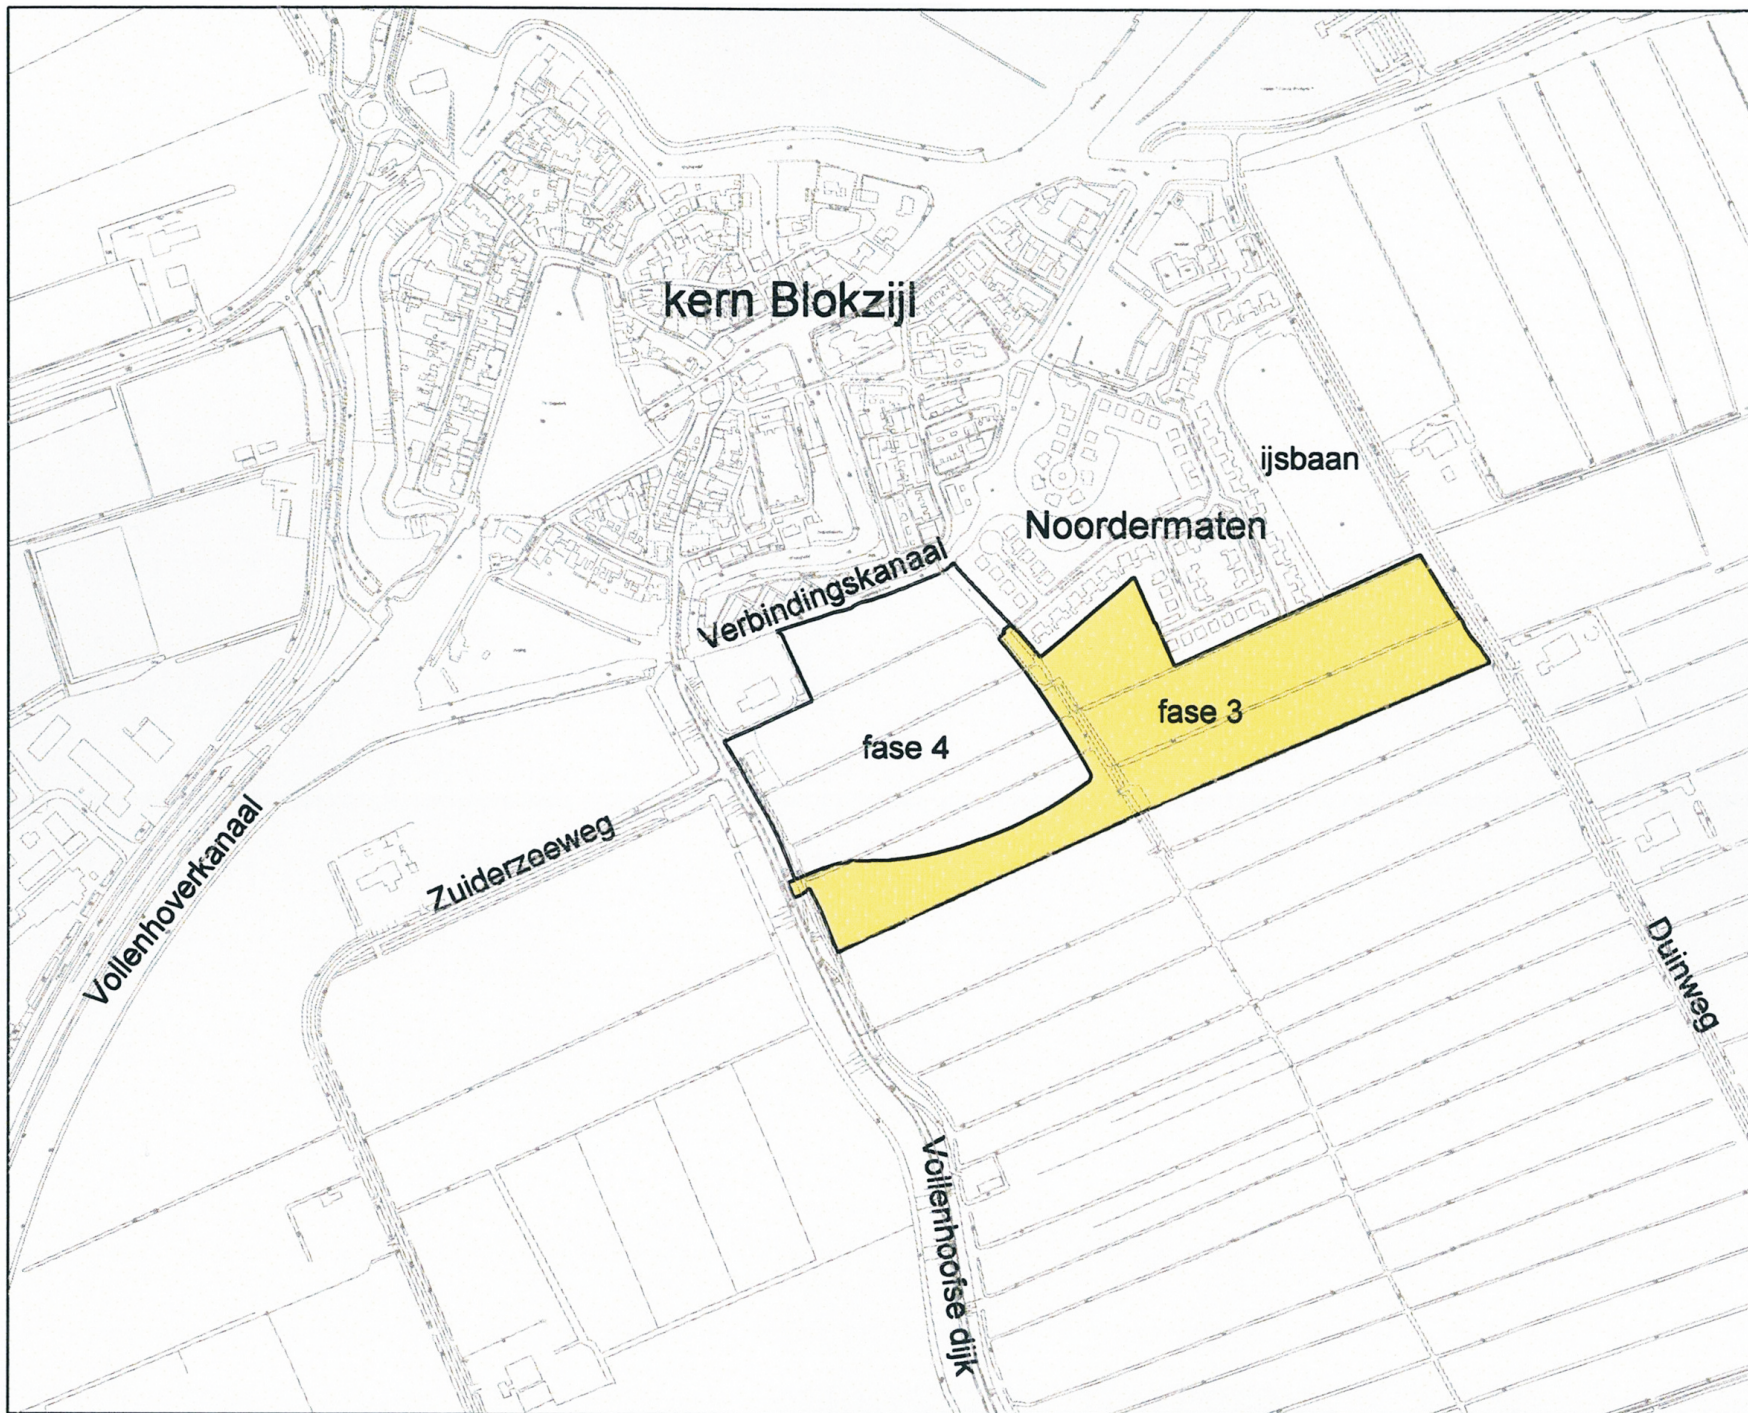 kern Blokzijl
ijsbaan
Noordermaten
Verbindingskanaal
fase 3
fase 4
Zuiderzeeweg
Vollenhoverkanaal
Duinweg
Vollenhoofse dijk